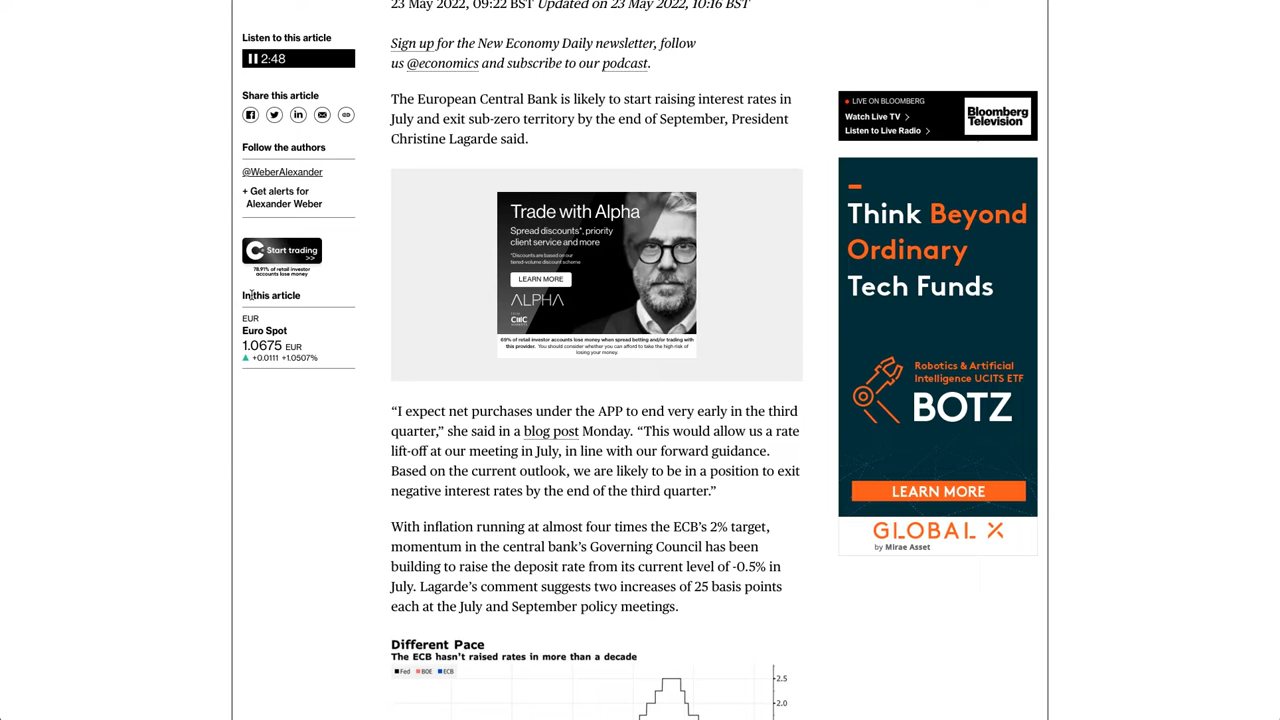 23 May 2022, 09:22 BST Updated on 23 May 2022, 10:16 BST
Listen to this article
2:48
Share this article
Follow the authors
@WeberAlexander
+ Get alerts for
Alexander Weber
Start trading
>>
78.91% of retail investor
accounts lose money
In this article
EUR
Euro Spot
1.0675 EUR
+0.0111 +1.0507%
Sign up for the New Economy Daily newsletter, follow
us @economics and subscribe to our podcast.
The European Central Bank is likely to start raising interest rates in
July and exit sub-zero territory by the end of September, President
Christine Lagarde said.
Trade with Alpha
Spread discounts*, priority
client service and more
*Discounts are based on our
tiered-volume discount scheme
LEARN MORE
ALPHA
FROM
CMC
69% of retail investor accounts lose money when spread betting and/or trading with
this provider. You should consider whether you can afford to take the high risk of
losing your money.
“I expect net purchases under the APP to end very early in the third
quarter,” she said in a blog post Monday. “This would allow us a rate
lift-off at our meeting in July, in line with our forward guidance.
Based on the current outlook, we are likely to be in a position to exit
negative interest rates by the end of the third quarter.”
With inflation running at almost four times the ECB’s 2% target,
momentum in the central bank’s Governing Council has been
building to raise the deposit rate from its current level of -0.5% in
July. Lagarde’s comment suggests two increases of 25 basis points
each at the July and September policy meetings.
Different Pace
The ECB hasn’t raised rates in more than a decade
Fed BOE ECB
2.5
2.0
LIVE ON BLOOMBERG
Watch Live TV
Listen to Live Radio
Bloomberg
Television
Think Beyond
Ordinary
Tech Funds
Robotics & Artificial
Intelligence UCITS ETF
BOTZ
LEARN MORE
GLOBAL X
by Mirae Asset